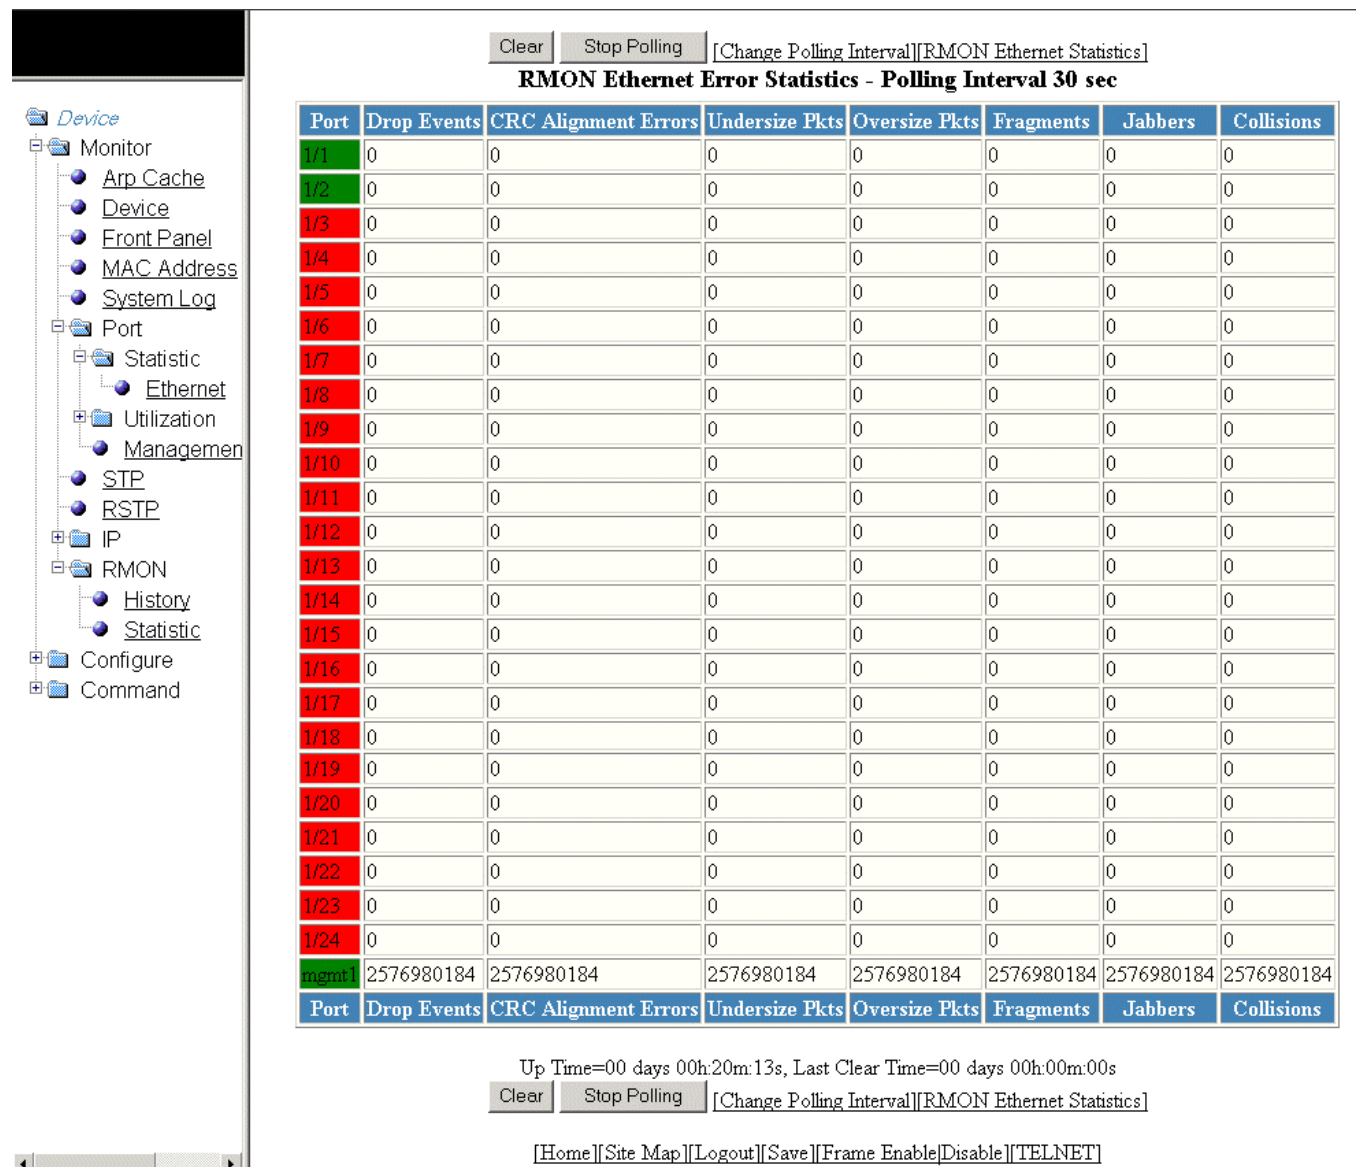 Device
Monitor
Arp Cache
Device
Front Panel
MAC Address
System Log
Port
Statistic
Ethernet
Utilization
Managemen
STP
RSTP
IP
RMON
History
Statistic
Configure
Command
Clear Stop Polling [Change Polling Interval][RMON Ethernet Statistics]
RMON Ethernet Error Statistics - Polling Interval 30 sec
Port Drop Events CRC Alignment Errors Undersize Pkts Oversize Pkts Fragments Jabbers Collisions
1/1 0 0 0 0 0 0 0
1/2 0 0 0 0 0 0 0
1/3 0 0 0 0 0 0 0
1/4 0 0 0 0 0 0 0
1/5 0 0 0 0 0 0 0
1/6 0 0 0 0 0 0 0
1/7 0 0 0 0 0 0 0
1/8 0 0 0 0 0 0 0
1/9 0 0 0 0 0 0 0
1/10 0 0 0 0 0 0 0
1/11 0 0 0 0 0 0 0
1/12 0 0 0 0 0 0 0
1/13 0 0 0 0 0 0 0
1/14 0 0 0 0 0 0 0
1/15 0 0 0 0 0 0 0
1/16 0 0 0 0 0 0 0
1/17 0 0 0 0 0 0 0
1/18 0 0 0 0 0 0 0
1/19 0 0 0 0 0 0 0
1/20 0 0 0 0 0 0 0
1/21 0 0 0 0 0 0 0
1/22 0 0 0 0 0 0 0
1/23 0 0 0 0 0 0 0
1/24 0 0 0 0 0 0 0
mgmt1 2576980184 2576980184 2576980184 2576980184 2576980184 2576980184 2576980184
Port Drop Events CRC Alignment Errors Undersize Pkts Oversize Pkts Fragments Jabbers Collisions
Up Time=00 days 00h:20m:13s, Last Clear Time=00 days 00h:00m:00s
Clear Stop Polling [Change Polling Interval][RMON Ethernet Statistics]
[Home][Site Map][Logout][Save][Frame Enable|Disable][TELNET]